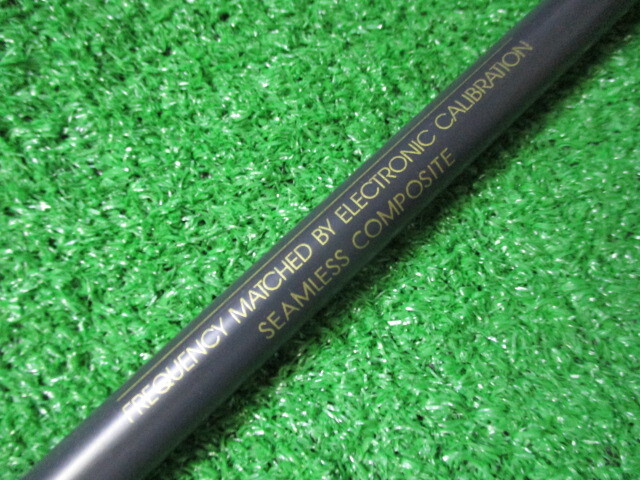 FREQUENCY MATCHED BY ELECTRONIC CALIBRATION
SEAMLESS COMPOSITE